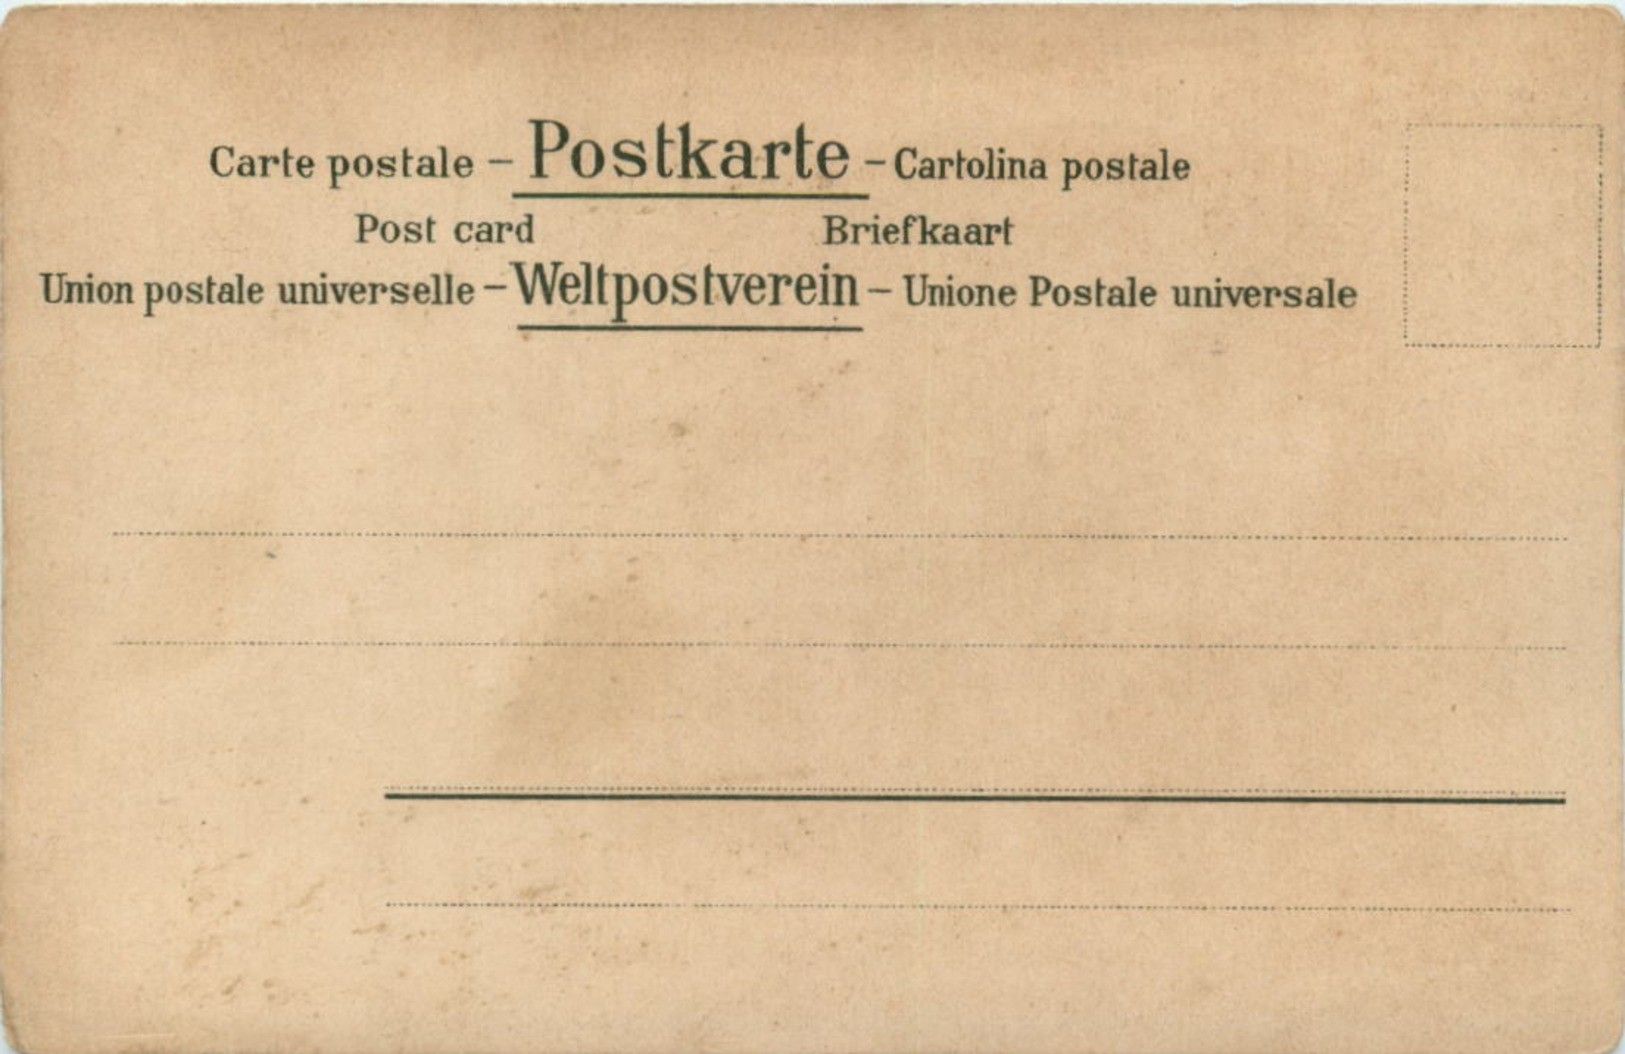 Carte postale – Postkarte – Cartolina postale
Post card Briefkaart
Union postale universelle – Weltpostverein – Unione Postale universale